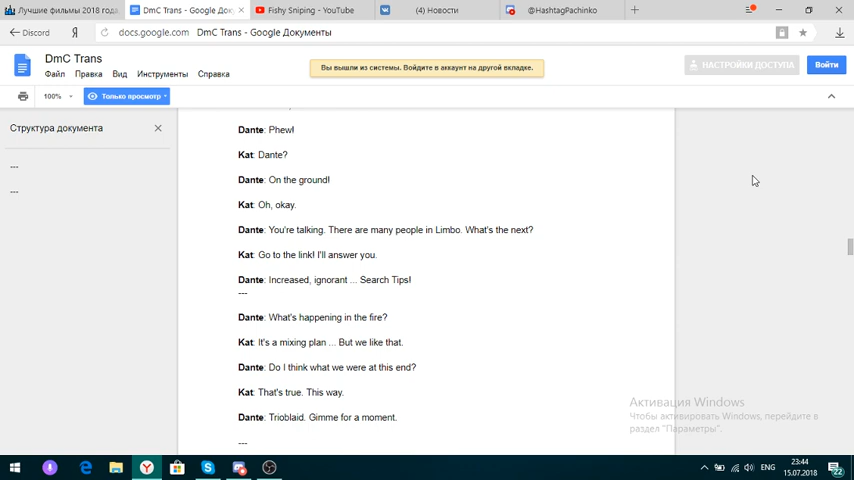 Лучшие фильмы 2018 года.
DmC Trans - Google Док
Fishy Sniping - YouTube
(4) Новости
@HashtagPachinko
Discord
docs.google.com DmC Trans - Google Документы
DmC Trans
Файл Правка Вид Инструменты Справка
Вы вышли из системы. Войдите в аккаунт на другой вкладке.
НАСТРОЙКИ ДОСТУПА
Войти
100%
Только просмотр
Структура документа
---
---
Dante: Phew!
Kat: Dante?
Dante: On the ground!
Kat: Oh, okay.
Dante: You're talking. There are many people in Limbo. What's the next?
Kat: Go to the link! I'll answer you.
Dante: Increased, ignorant ... Search Tips!
---
Dante: What's happening in the fire?
Kat: It's a mixing plan ... But we like that.
Dante: Do I think what we were at this end?
Kat: That's true. This way.
Dante: Trioblaid. Gimme for a moment.
---
Активация Windows
Чтобы активировать Windows, перейдите в
раздел "Параметры".
ENG
23:44
15.07.2018
22